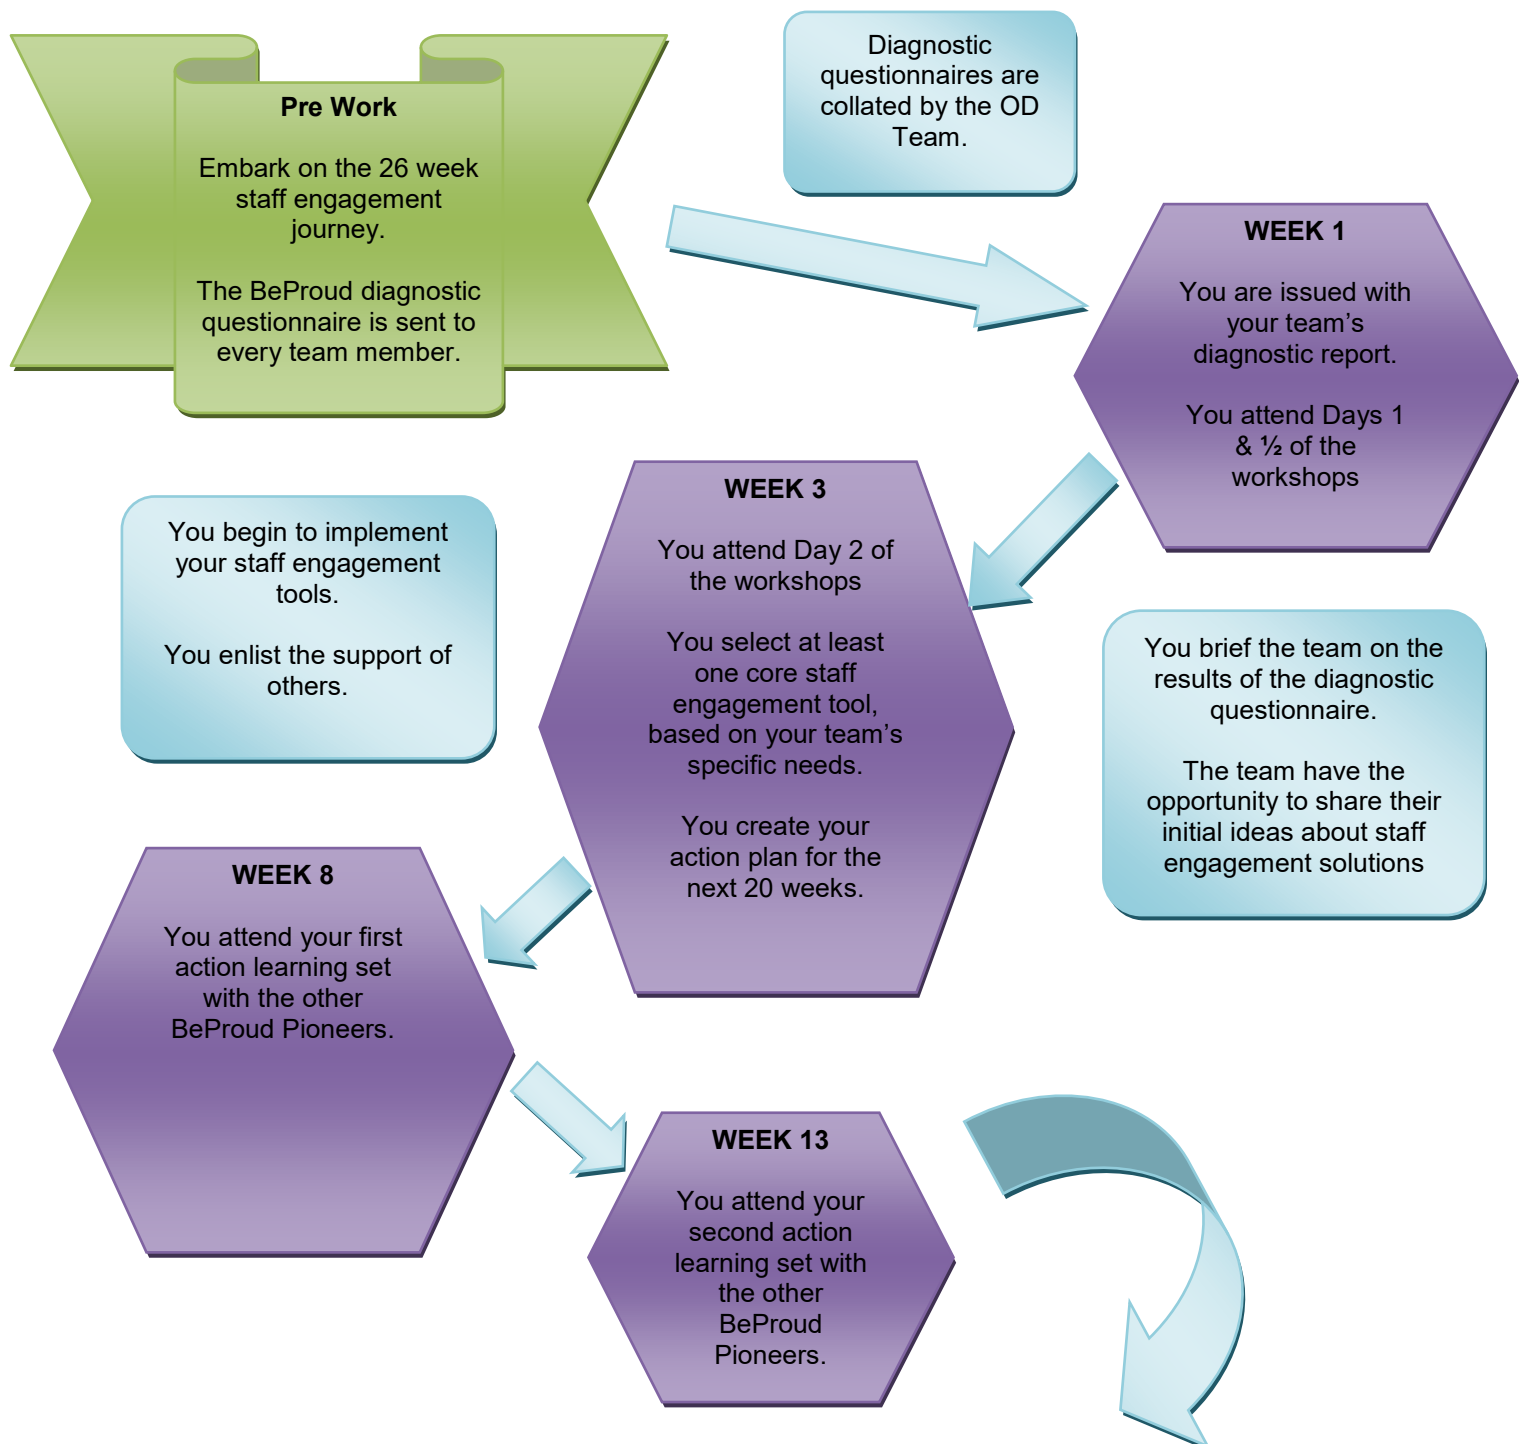 Pre Work
Embark on the 26 week
staff engagement
journey.
The BeProud diagnostic
questionnaire is sent to
every team member.
Diagnostic
questionnaires are
collated by the OD
Team.
WEEK 1
You are issued with
your team’s
diagnostic report.
You attend Days 1
& ½ of the
workshops
You brief the team on the
results of the diagnostic
questionnaire.
The team have the
opportunity to share their
initial ideas about staff
engagement solutions
WEEK 3
You attend Day 2 of
the workshops
You select at least
one core staff
engagement tool,
based on your team’s
specific needs.
You create your
action plan for the
next 20 weeks.
You begin to implement
your staff engagement
tools.
You enlist the support of
others.
WEEK 8
You attend your first
action learning set
with the other
BeProud Pioneers.
WEEK 13
You attend your
second action
learning set with
the other
BeProud
Pioneers.